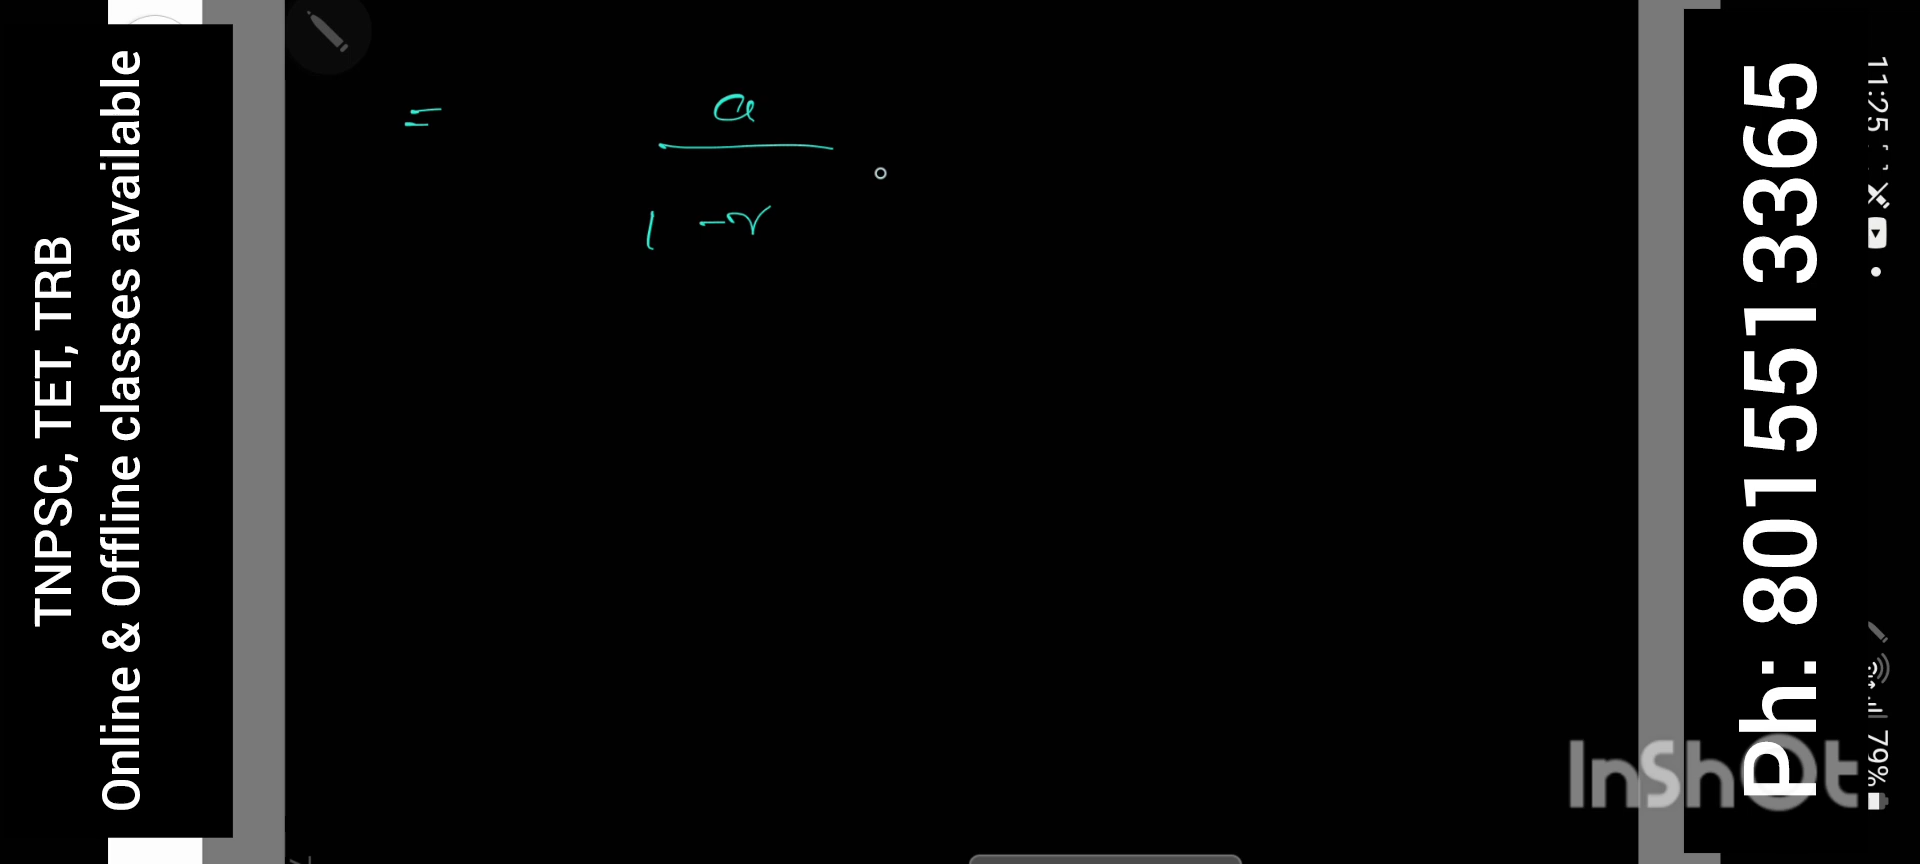 TNPSC, TET, TRB
Online & Offline classes available
= a
1 - r
Ph: 8015513365
11:25
79%
InShOt